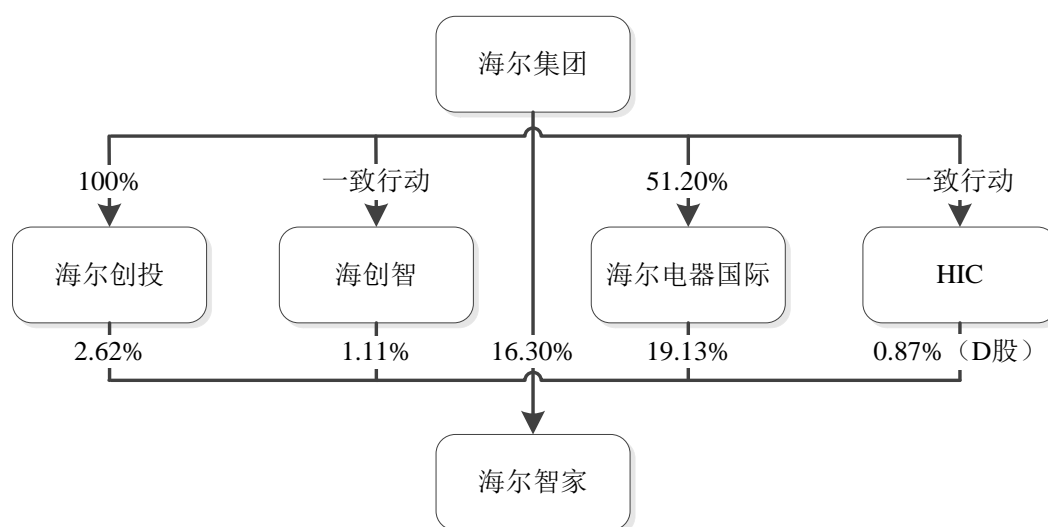 海尔集团
100%
一致行动
51.20%
一致行动
海尔创投
海创智
海尔电器国际
HIC
2.62%
1.11%
16.30%
19.13%
0.87%（D股）
海尔智家